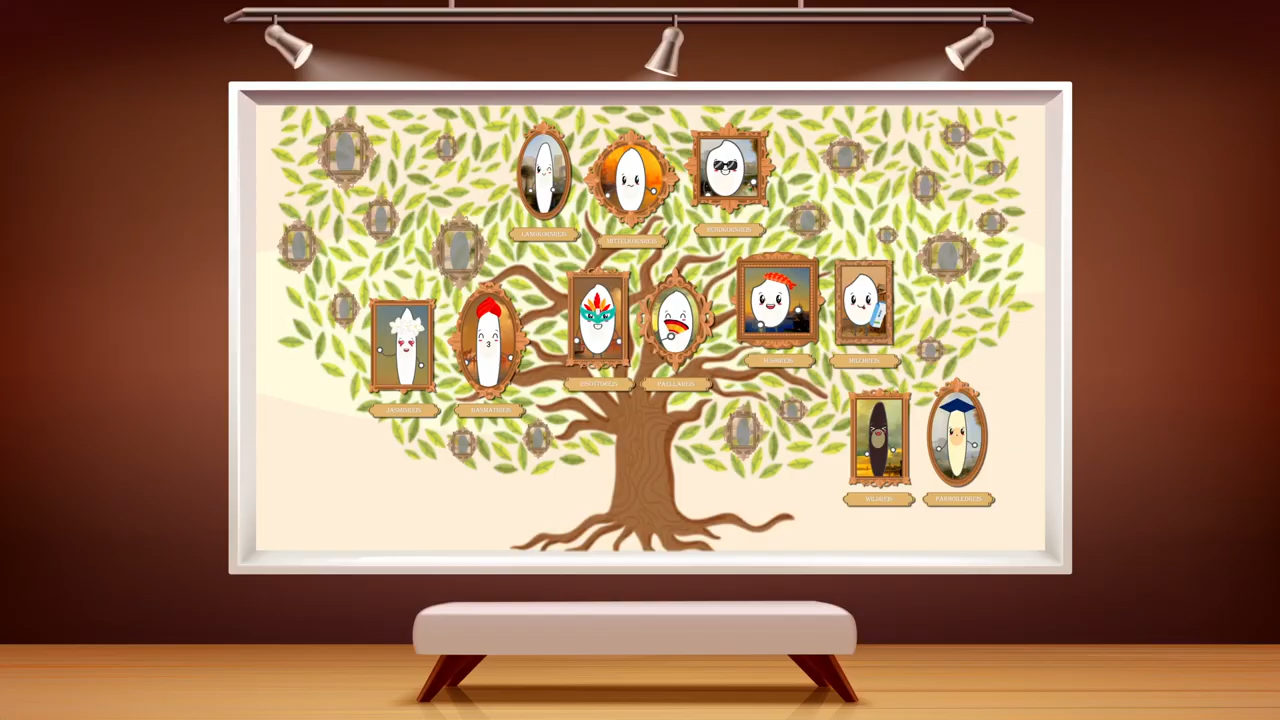 LANGKORNREIS
MITTELKORNREIS
RUNDKORNREIS
JASMINREIS
BASMATIREIS
RISOTTOREIS
PAELLAREIS
SUSHIREIS
MILCHREIS
WILDREIS
PARBOILEDREIS